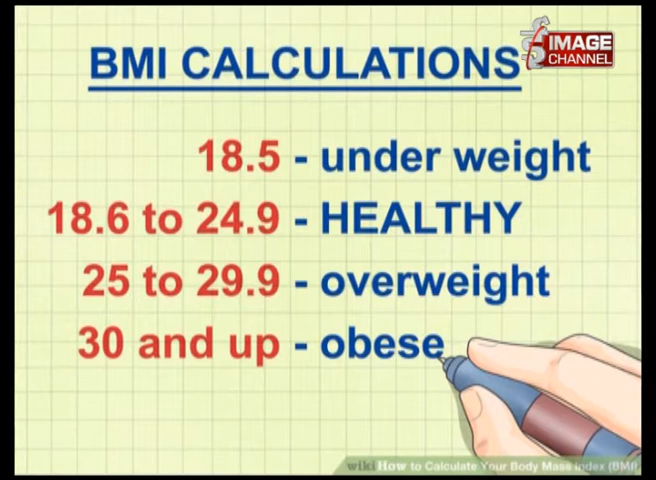 BMI CALCULATIONS
IMAGE
CHANNEL
18.5 - under weight
18.6 to 24.9 - HEALTHY
25 to 29.9 - overweight
30 and up - obese
wikiHow to Calculate Your Body Mass Index (BMI)